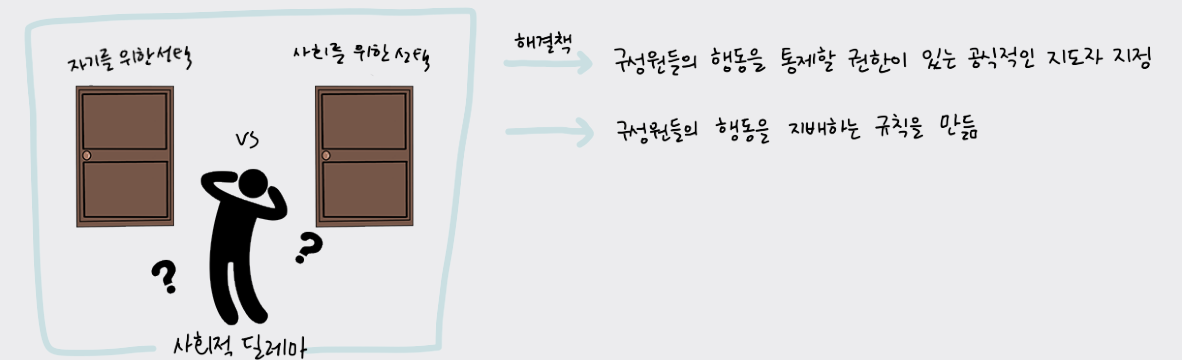 자기를 위한 선택
사회를 위한 선택
vs
?
?
사회적 딜레마
해결책
구성원들의 행동을 통제할 권한이 있는 공식적인 지도자 지정
구성원들의 행동을 지배하는 규칙을 만듦